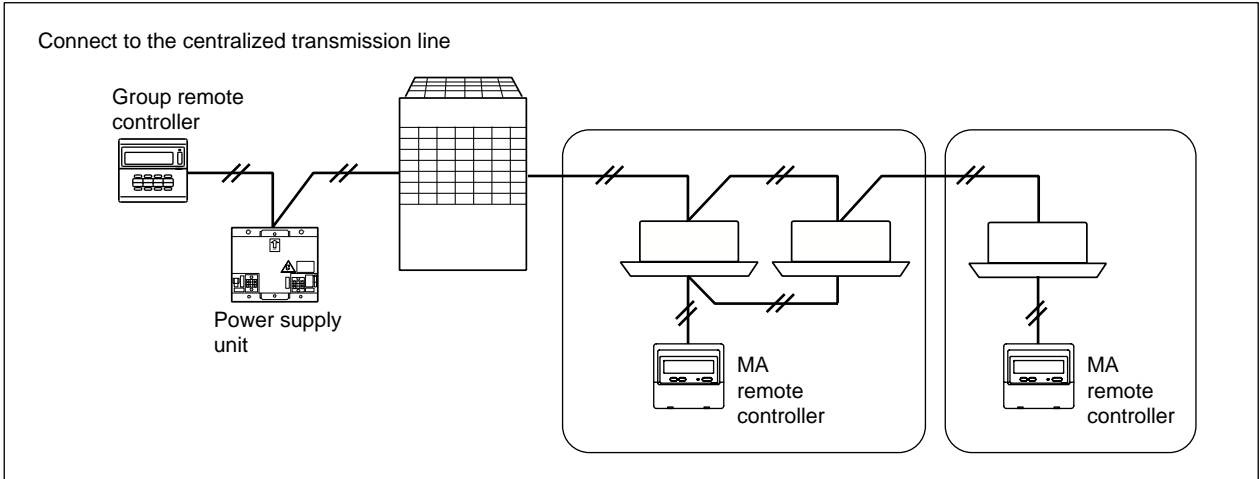 Connect to the centralized transmission line
Group remote
controller
Power supply
unit
MA
remote
controller
MA
remote
controller